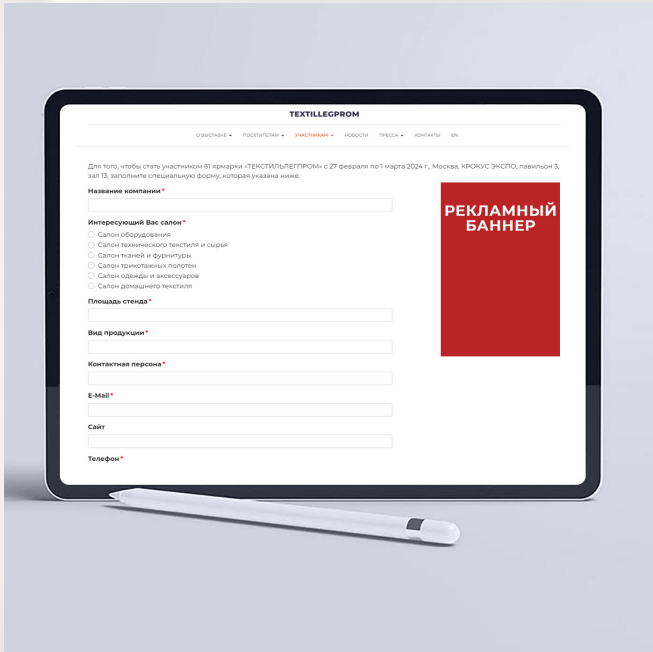 TEXTILLEGPROM
О ВЫСТАВКЕ ПОСЕТИТЕЛЯМ УЧАСТНИКАМ НОВОСТИ ПРЕССА КОНТАКТЫ EN
Для того, чтобы стать участником 61 ярмарки «ТЕКСТИЛЬЛЕГПРОМ» с 27 февраля по 1 марта 2024 г., Москва, КРОКУС ЭКСПО, павильон 3,
зал 13, заполните специальную форму, которая указана ниже.
Название компании *
Интересующий Вас салон *
Салон оборудования
Салон технического текстиля и сырья
Салон тканей и фурнитуры
Салон трикотажных полотен
Салон одежды и аксессуаров
Салон домашнего текстиля
Площадь стенда *
Вид продукции *
Контактная персона *
E-Mail *
Сайт
Телефон *
РЕКЛАМНЫЙ
БАННЕР